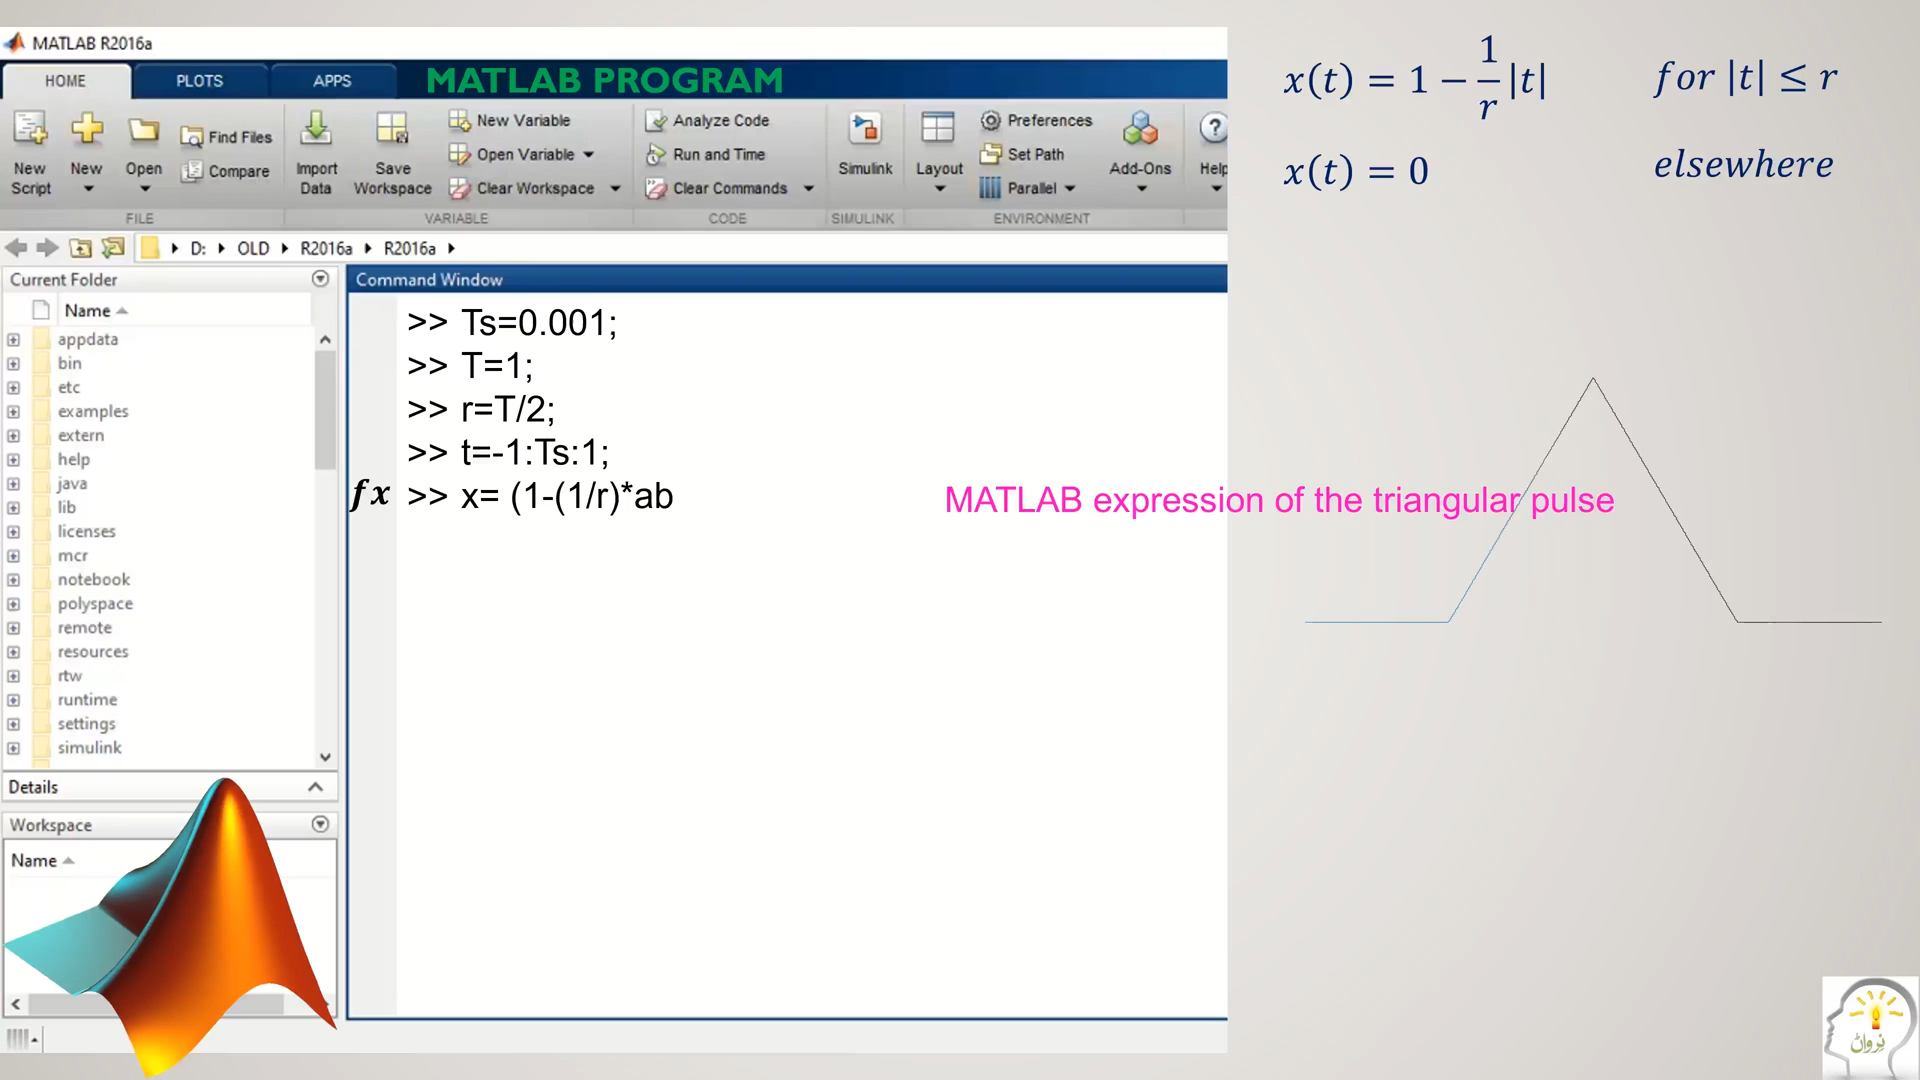 MATLAB R2016a
HOME PLOTS APPS MATLAB PROGRAM
New Script
New
Open
Find Files
Compare
FILE
Import Data
Save Workspace
New Variable
Open Variable
Clear Workspace
VARIABLE
Analyze Code
Run and Time
Clear Commands
CODE
Simulink
SIMULINK
Layout
Preferences
Set Path
Parallel
Add-Ons
ENVIRONMENT
Help
D: OLD R2016a R2016a
Current Folder
Name
appdata
bin
etc
examples
extern
help
java
lib
licenses
mcr
notebook
polyspace
remote
resources
rtw
runtime
settings
simulink
Details
Workspace
Name
Command Window
>> Ts=0.001;
>> T=1;
>> r=T/2;
>> t=-1:Ts:1;
fx >> x= (1-(1/r)*ab
MATLAB expression of the triangular pulse
x(t) = 1 − 1/r |t| for |t| ≤ r
x(t) = 0 elsewhere
نِروان